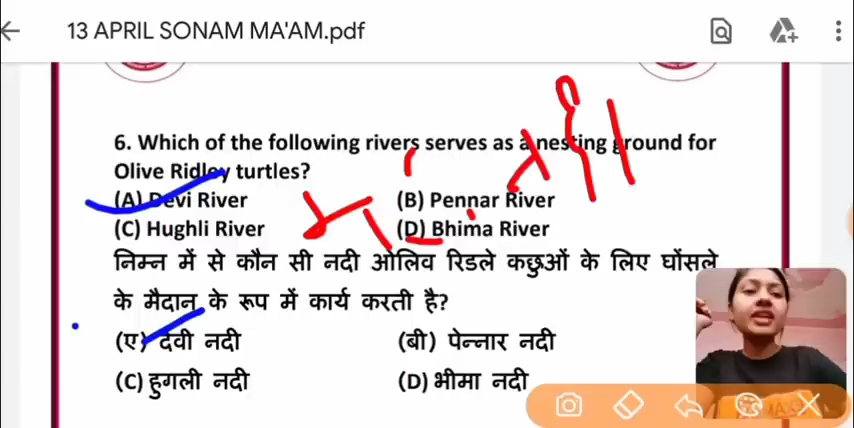 13 APRIL SONAM MA'AM.pdf
6. Which of the following rivers serves as a nesting ground for
Olive Ridley turtles?
(A) Devi River (B) Pennar River
(C) Hughli River (D) Bhima River
निम्न में से कौन सी नदी ओलिव रिडले कछुओं के लिए घोंसले
के मैदान के रूप में कार्य करती है?
(ए) देवी नदी (बी) पेन्नार नदी
(C) हुगली नदी (D) भीमा नदी